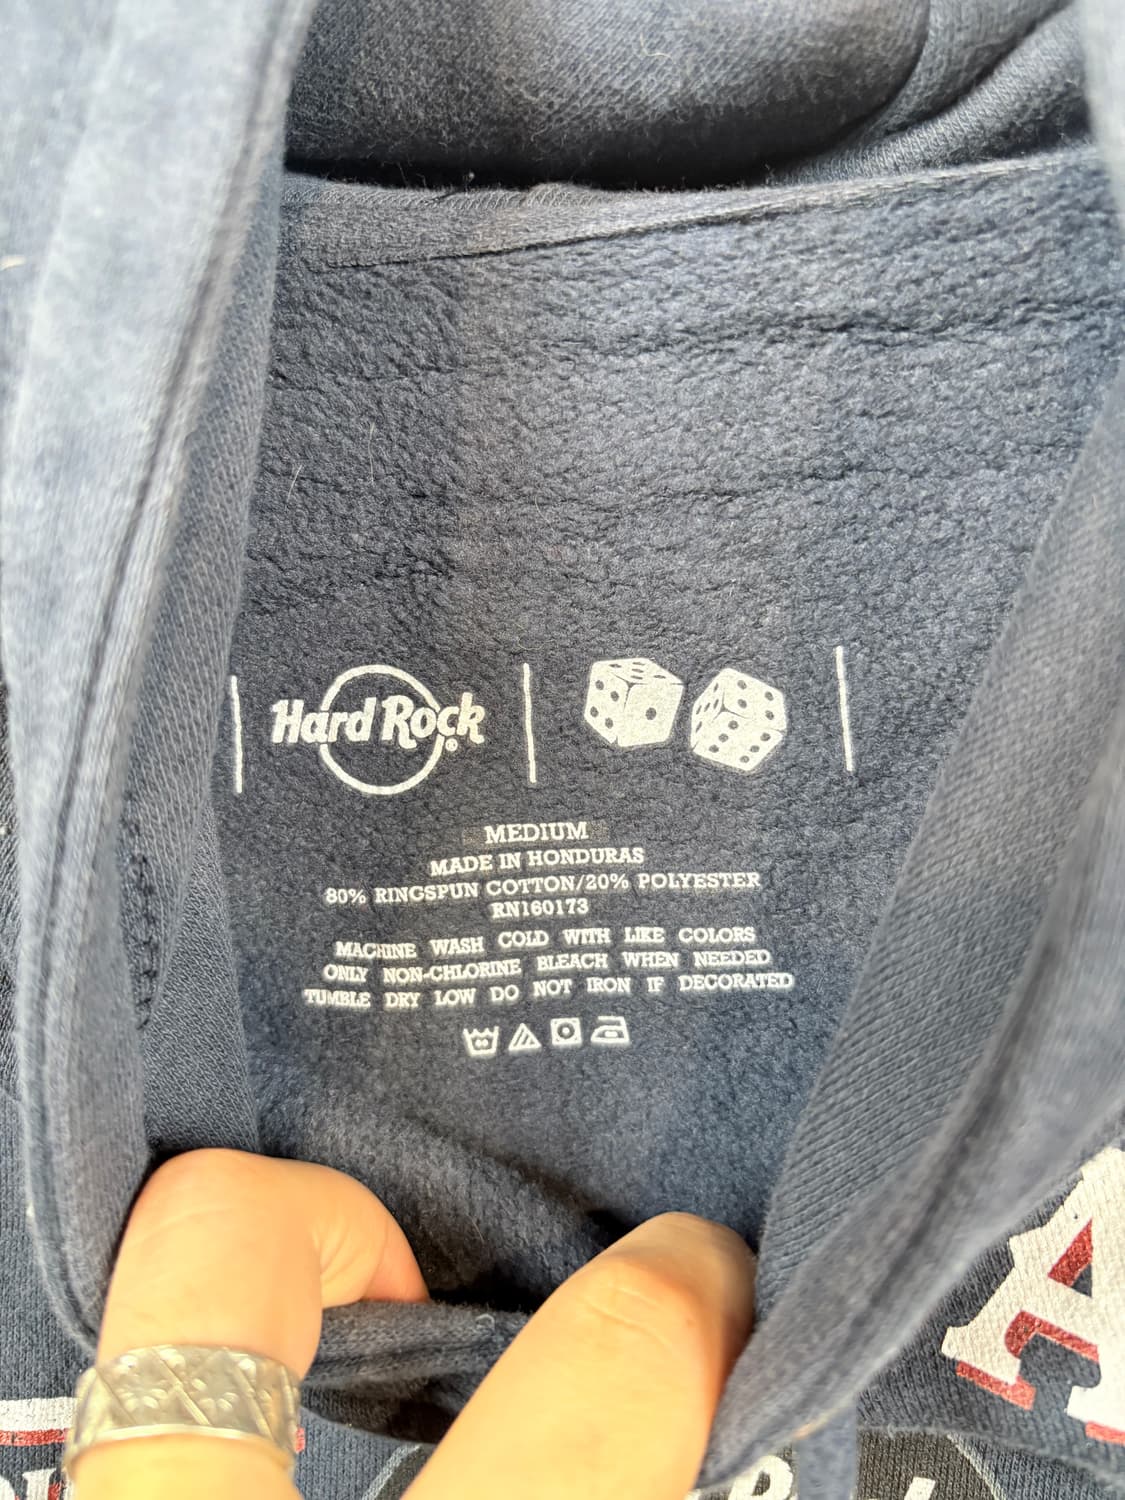 Hard Rock®
MEDIUM
MADE IN HONDURAS
80% RINGSPUN COTTON/20% POLYESTER
RN160173
MACHINE WASH COLD WITH LIKE COLORS
ONLY NON-CHLORINE BLEACH WHEN NEEDED
TUMBLE DRY LOW DO NOT IRON IF DECORATED
A